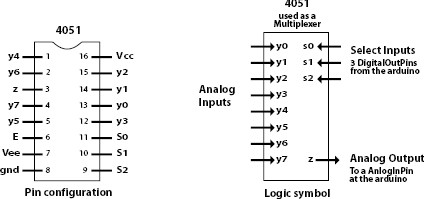 4051
y4 1 16 Vcc
y6 2 15 y2
z 3 14 y1
y7 4 13 y0
y5 5 12 y3
E 6 11 S0
Vee 7 10 S1
gnd 8 9 S2
Pin configuration
4051
used as a
Multiplexer
y0 s0
y1 s1
y2 s2
y3
y4
y5
y6
y7 z
Analog
Inputs
Select Inputs
3 DigitalOutPins
from the arduino
Analog Output
To a AnlogInPin
at the arduino
Logic symbol